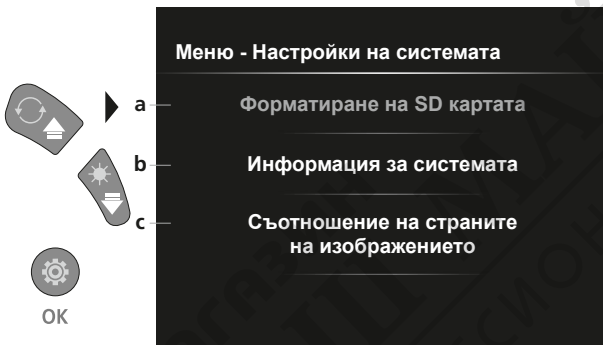 Меню - Настройки на системата
a
Форматиране на SD картата
b
Информация за системата
c
Съотношение на страните
на изображението
OK